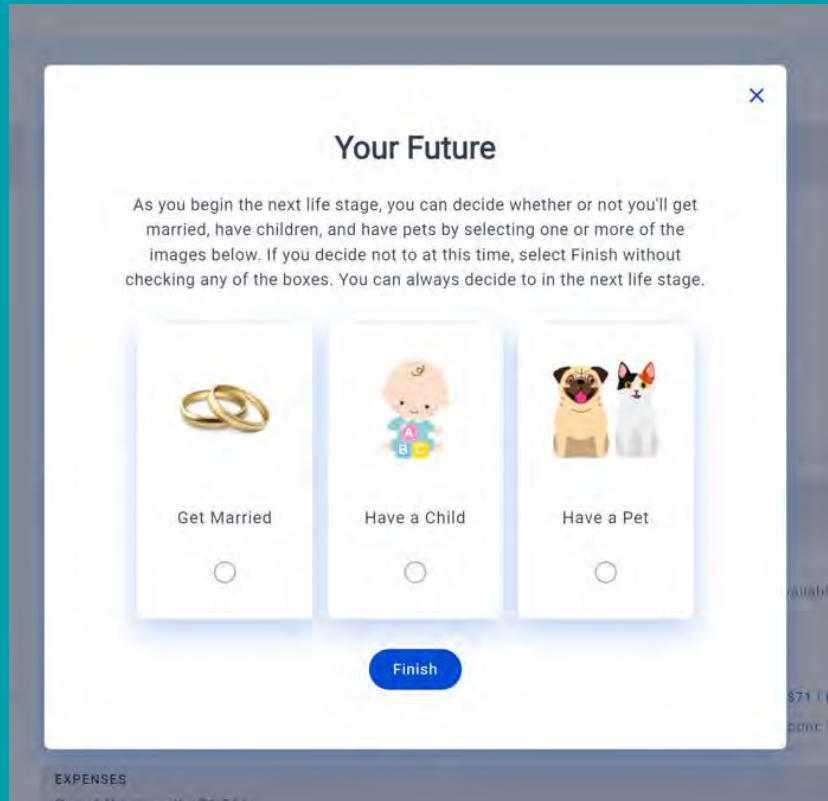 Your Future
As you begin the next life stage, you can decide whether or not you'll get
married, have children, and have pets by selecting one or more of the
images below. If you decide not to at this time, select Finish without
checking any of the boxes. You can always decide to in the next life stage.
A
B C
Get Married Have a Child Have a Pet
Finish
$71
EXPENSES